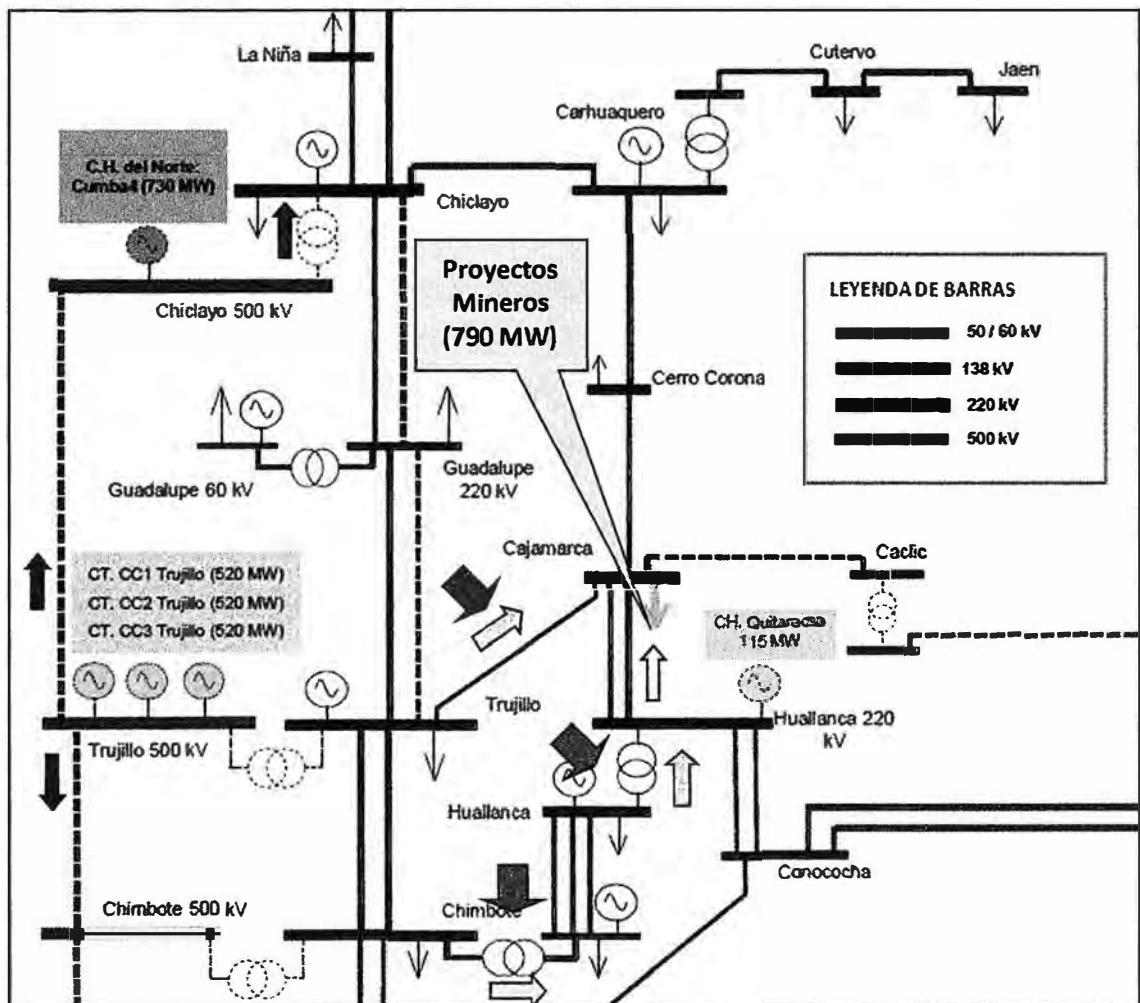 La Niña
Cutervo
Jaen
Carhuaquero
C.H. del Norte:
Cumba4 (730 MW)
Chiclayo
Proyectos
Mineros
(790 MW)
LEYENDA DE BARRAS
50 / 60 kV
138 kV
220 kV
500 kV
Chiclayo 500 kV
Cerro Corona
Guadalupe 60 kV
Guadalupe
220 kV
Cajamarca
Caclic
CT. CC1 Trujillo (520 MW)
CT. CC2 Trujillo (520 MW)
CT. CC3 Trujillo (520 MW)
CH. Quitaracsa
115 MW
Trujillo
Trujillo 500 kV
Huallanca 220
kV
Huallanca
Conococha
Chimbote 500 kV
Chimbote